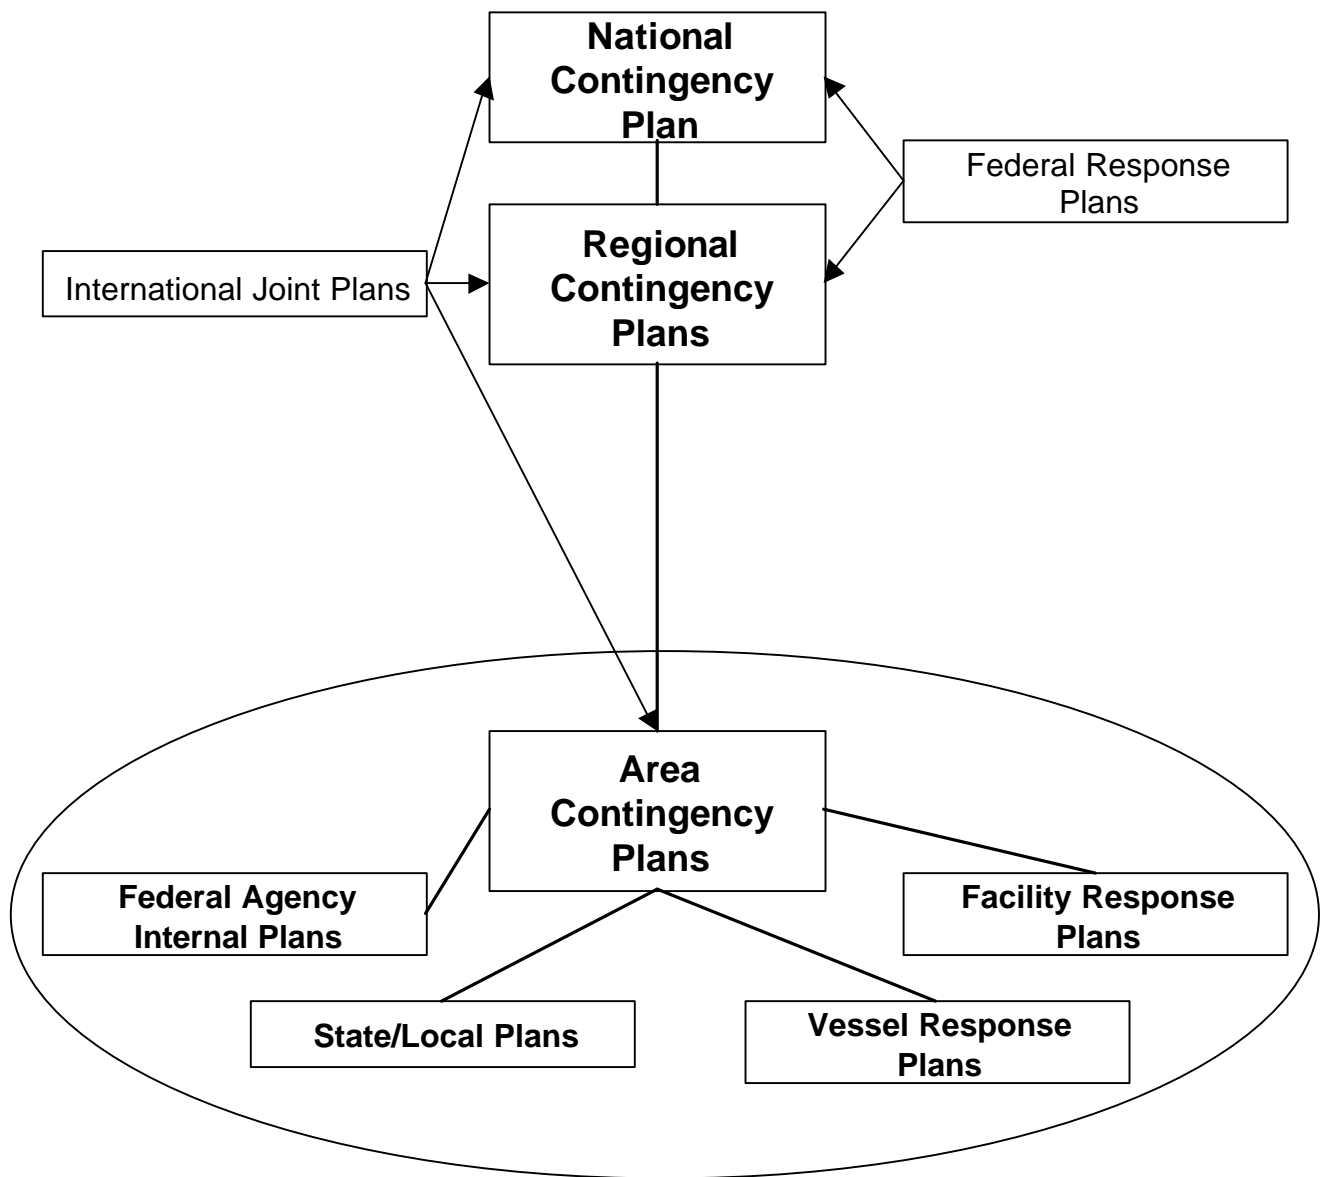 National
Contingency
Plan
Federal Response
Plans
Regional
Contingency
Plans
International Joint Plans
Area
Contingency
Plans
Federal Agency
Internal Plans
Facility Response
Plans
State/Local Plans
Vessel Response
Plans